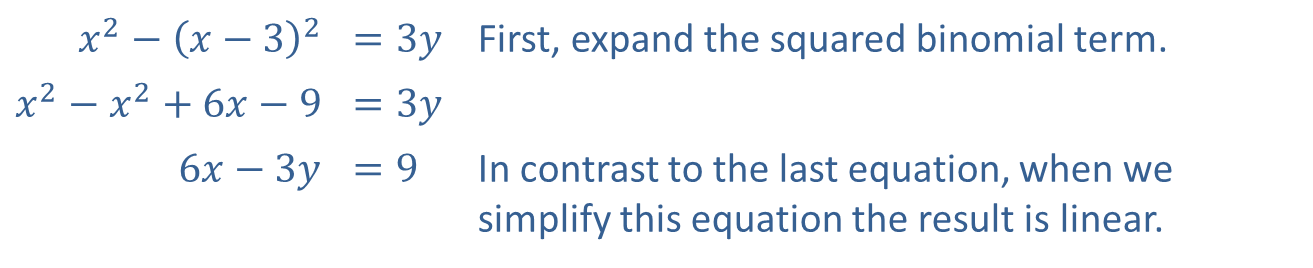 x² − (x − 3)² = 3y First, expand the squared binomial term.
x² − x² + 6x − 9 = 3y
6x − 3y = 9 In contrast to the last equation, when we
simplify this equation the result is linear.